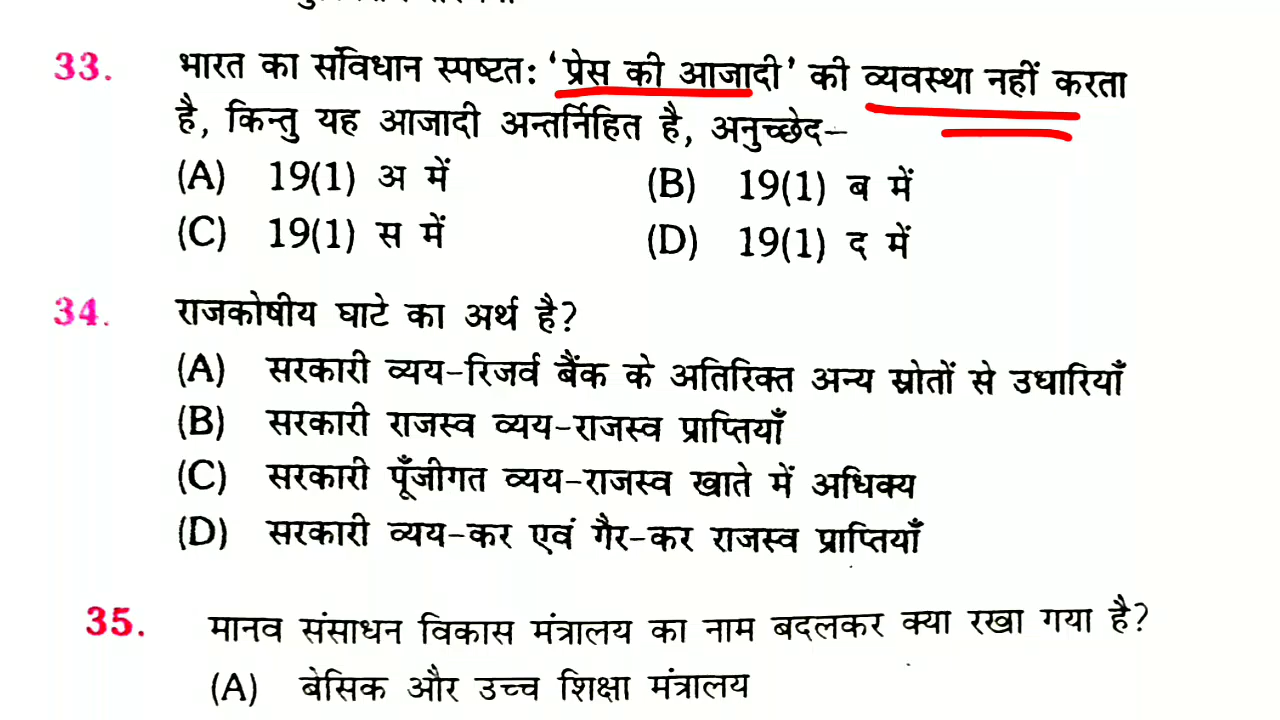 33. भारत का संविधान स्पष्टत: 'प्रेस की आजादी' की व्यवस्था नहीं करता
है, किन्तु यह आजादी अन्तर्निहित है, अनुच्छेद–
(A) 19(1) अ में (B) 19(1) ब में
(C) 19(1) स में (D) 19(1) द में
34. राजकोषीय घाटे का अर्थ है?
(A) सरकारी व्यय–रिजर्व बैंक के अतिरिक्त अन्य स्रोतों से उधारियाँ
(B) सरकारी राजस्व व्यय–राजस्व प्राप्तियाँ
(C) सरकारी पूँजीगत व्यय–राजस्व खाते में अधिक्य
(D) सरकारी व्यय–कर एवं गैर–कर राजस्व प्राप्तियाँ
35. मानव संसाधन विकास मंत्रालय का नाम बदलकर क्या रखा गया है?
(A) बेसिक और उच्च शिक्षा मंत्रालय